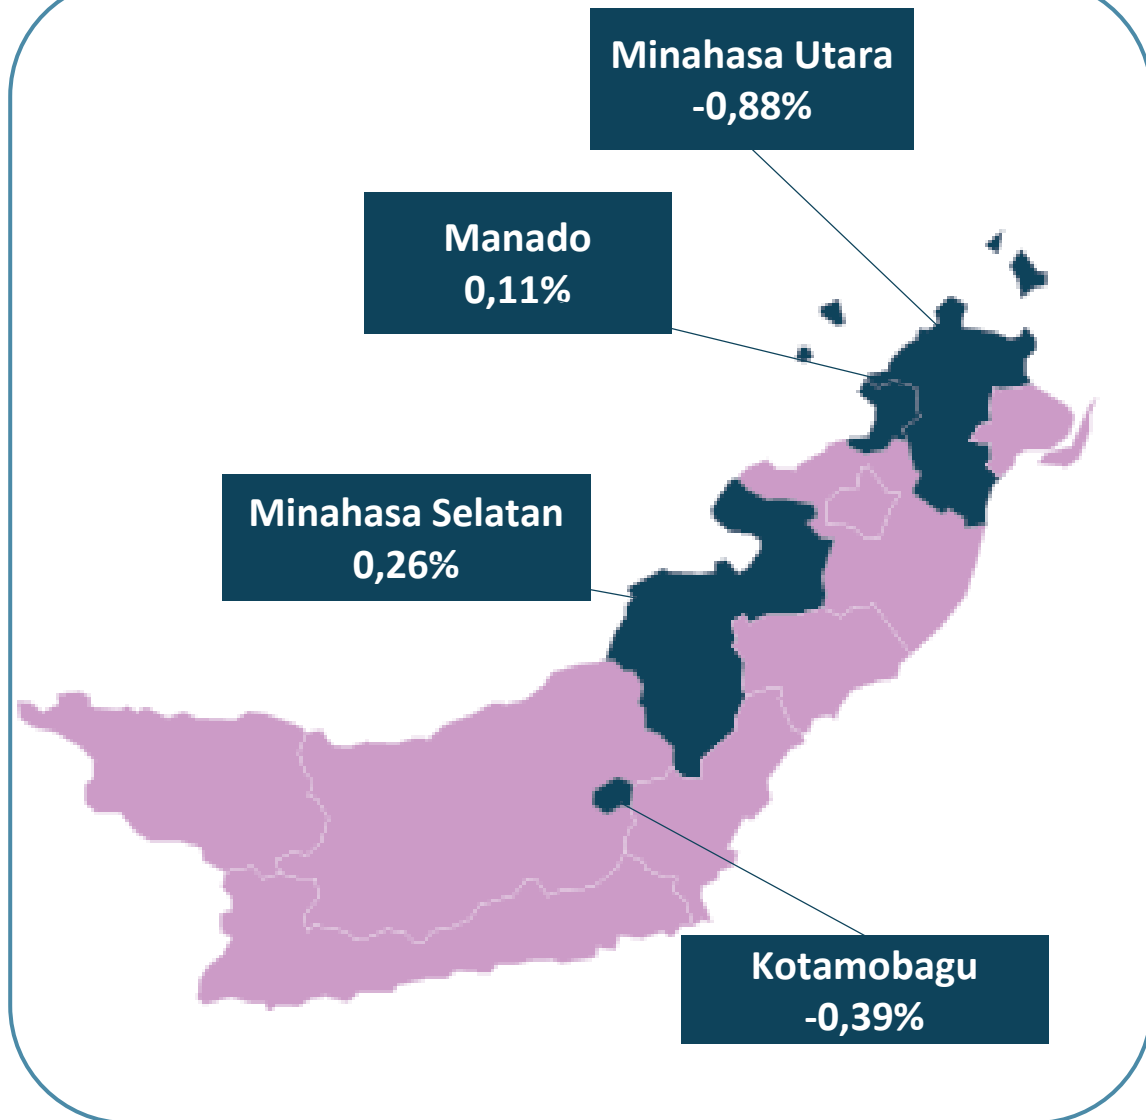 Minahasa Utara
-0,88%
Manado
0,11%
Minahasa Selatan
0,26%
Kotamobagu
-0,39%